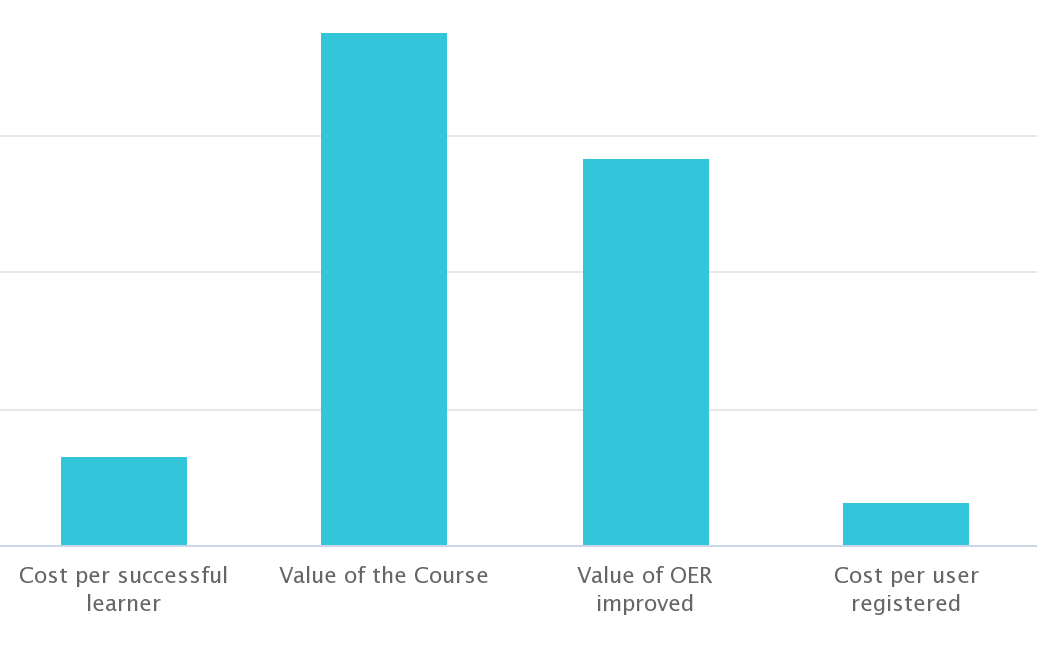 Cost per successful
learner
Value of the Course
Value of OER
improved
Cost per user
registered